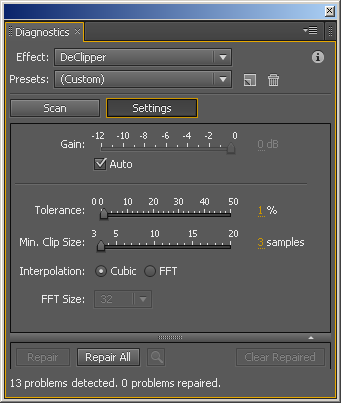 Diagnostics ×
Effect: DeClipper
Presets: (Custom)
Scan Settings
-12 -10 -8 -6 -4 -2 0
Gain: 0 dB
Auto
0 0 10 20 30 40 50
Tolerance: 1 %
3 5 10 15 20
Min. Clip Size: 3 samples
Interpolation: Cubic FFT
FFT Size: 32
Repair Repair All Clear Repaired
13 problems detected. 0 problems repaired.